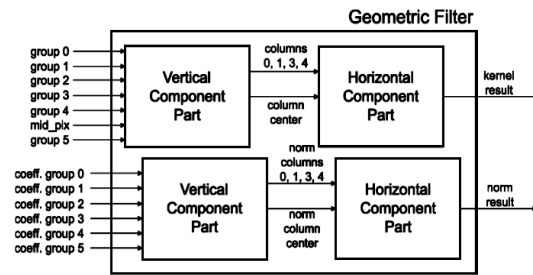 Geometric Filter
group 0
group 1
group 2
group 3
group 4
mid_pix
group 5
Vertical
Component
Part
columns
0, 1, 3, 4
column
center
Horizontal
Component
Part
kernel
result
coeff. group 0
coeff. group 1
coeff. group 2
coeff. group 3
coeff. group 4
coeff. group 5
Vertical
Component
Part
norm
columns
0, 1, 3, 4
norm
column
center
Horizontal
Component
Part
norm
result